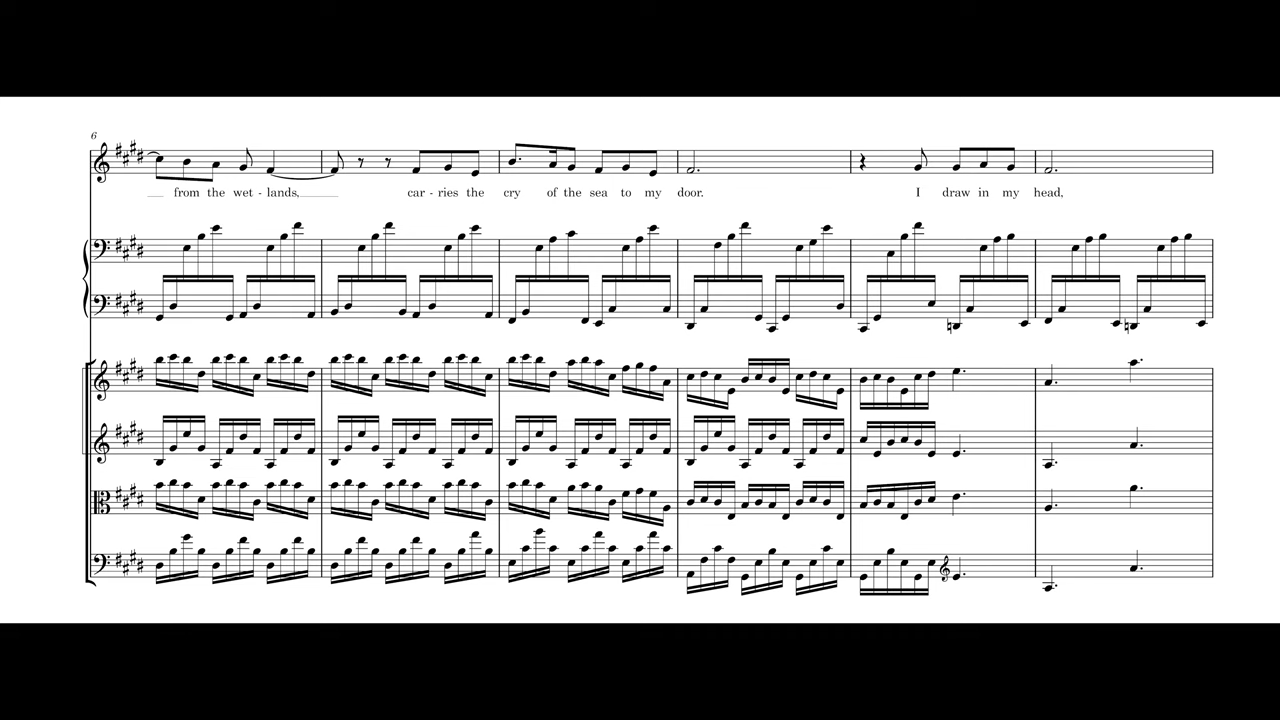 6
from the wet - lands, car - ries the cry of the sea to my door. I draw in my head,